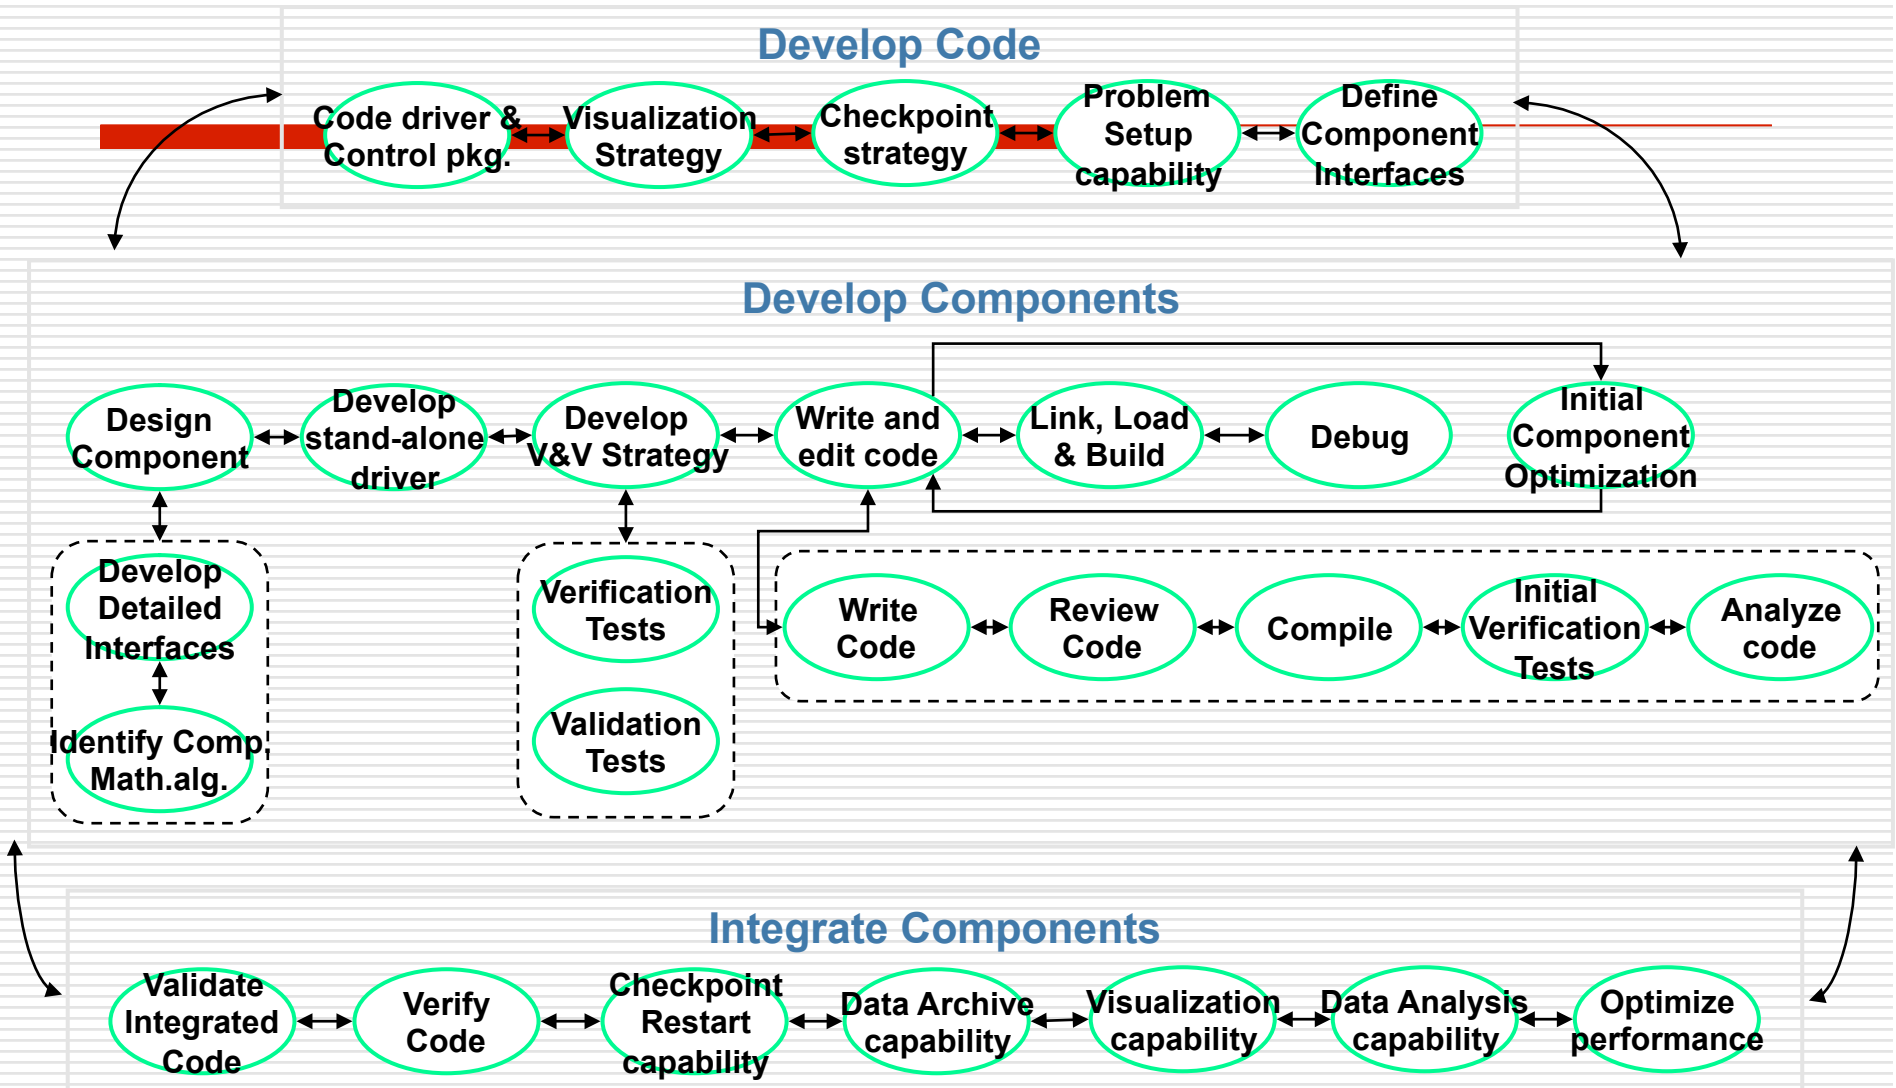 Develop Code
Code driver &
Control pkg.
Visualization
Strategy
Checkpoint
strategy
Problem
Setup
capability
Define
Component
Interfaces
Develop Components
Design
Component
Develop
stand-alone
driver
Develop
V&V Strategy
Write and
edit code
Link, Load
& Build
Debug
Initial
Component
Optimization
Develop
Detailed
Interfaces
Identify Comp.
Math.alg.
Verification
Tests
Validation
Tests
Write
Code
Review
Code
Compile
Initial
Verification
Tests
Analyze
code
Integrate Components
Validate
Integrated
Code
Verify
Code
Checkpoint
Restart
capability
Data Archive
capability
Visualization
capability
Data Analysis
capability
Optimize
performance